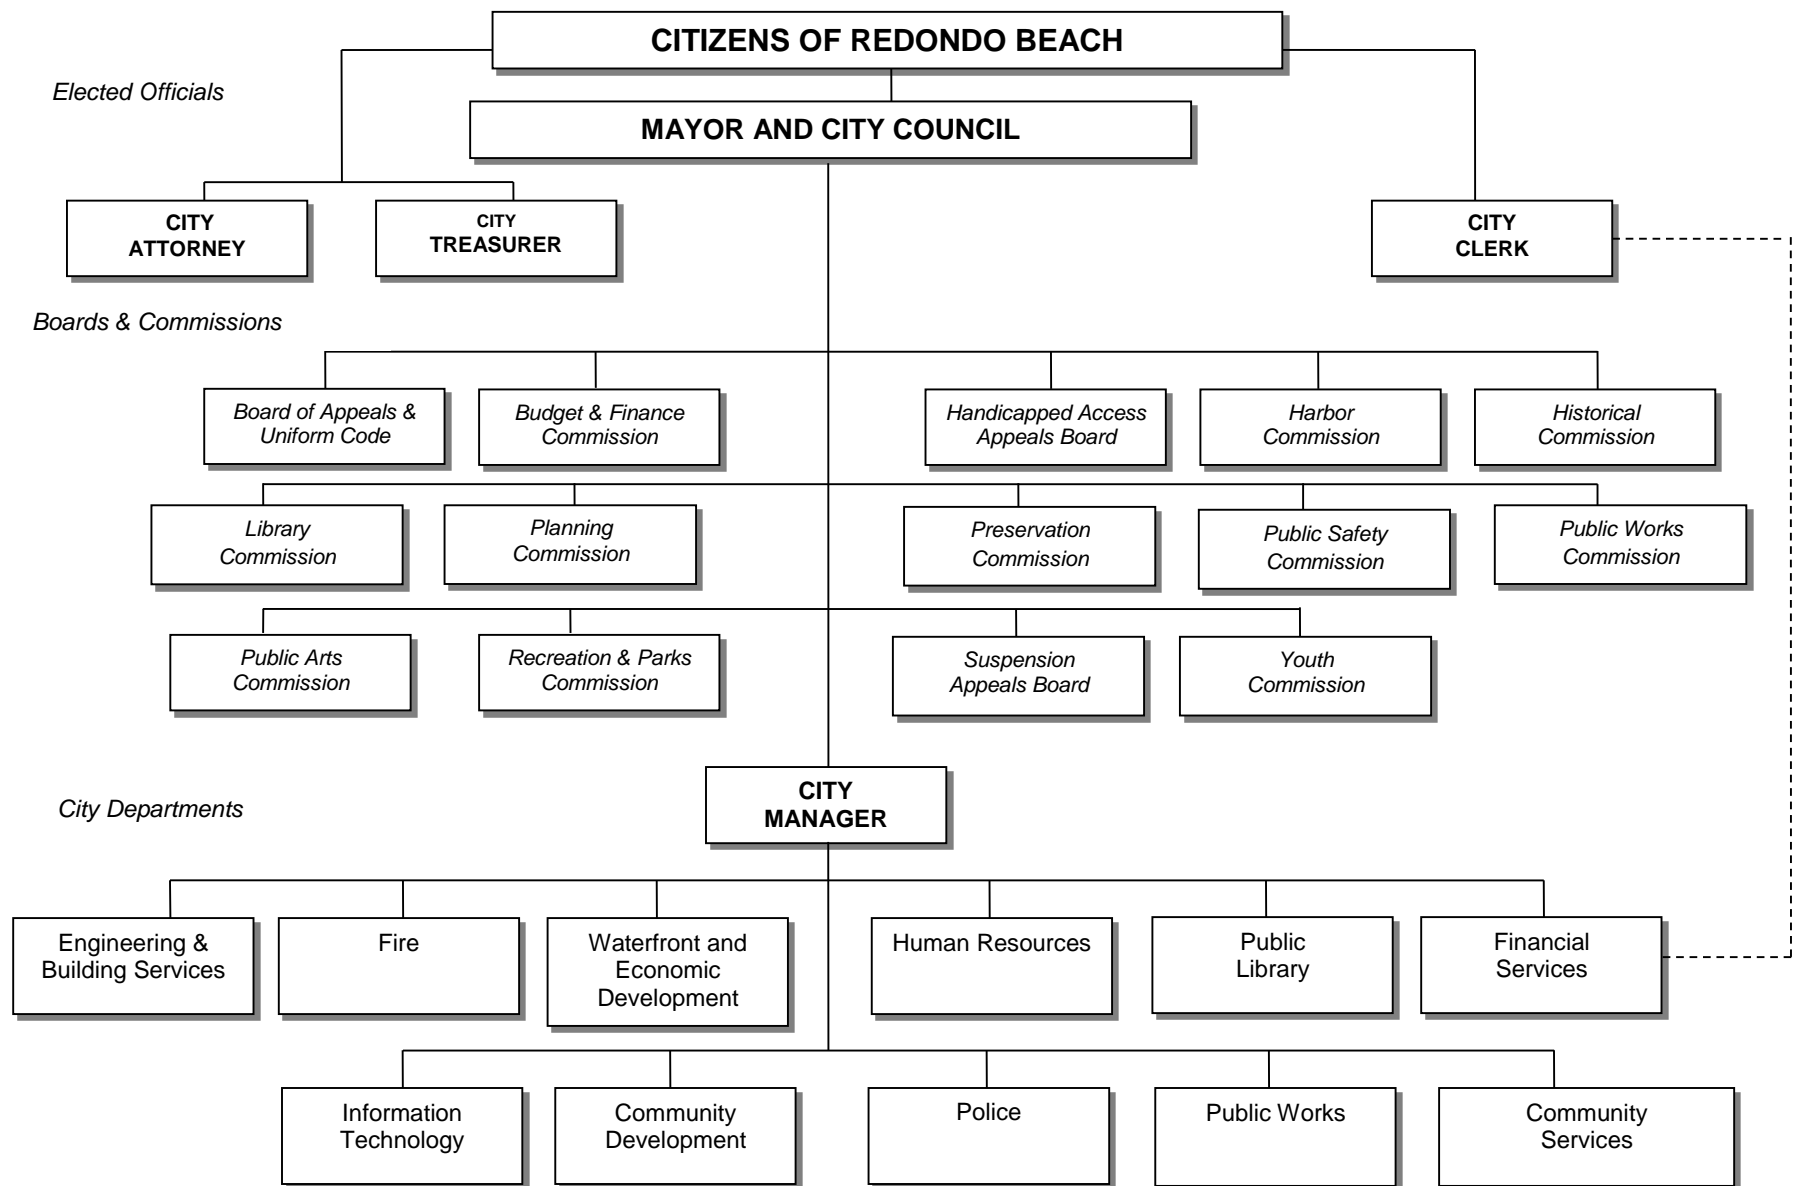 CITIZENS OF REDONDO BEACH
Elected Officials
MAYOR AND CITY COUNCIL
CITY
ATTORNEY
CITY
TREASURER
CITY
CLERK
Boards & Commissions
Board of Appeals &
Uniform Code
Budget & Finance
Commission
Handicapped Access
Appeals Board
Harbor
Commission
Historical
Commission
Library
Commission
Planning
Commission
Preservation
Commission
Public Safety
Commission
Public Works
Commission
Public Arts
Commission
Recreation & Parks
Commission
Suspension
Appeals Board
Youth
Commission
CITY
MANAGER
City Departments
Engineering &
Building Services
Fire
Waterfront and
Economic
Development
Human Resources
Public
Library
Financial
Services
Information
Technology
Community
Development
Police
Public Works
Community
Services